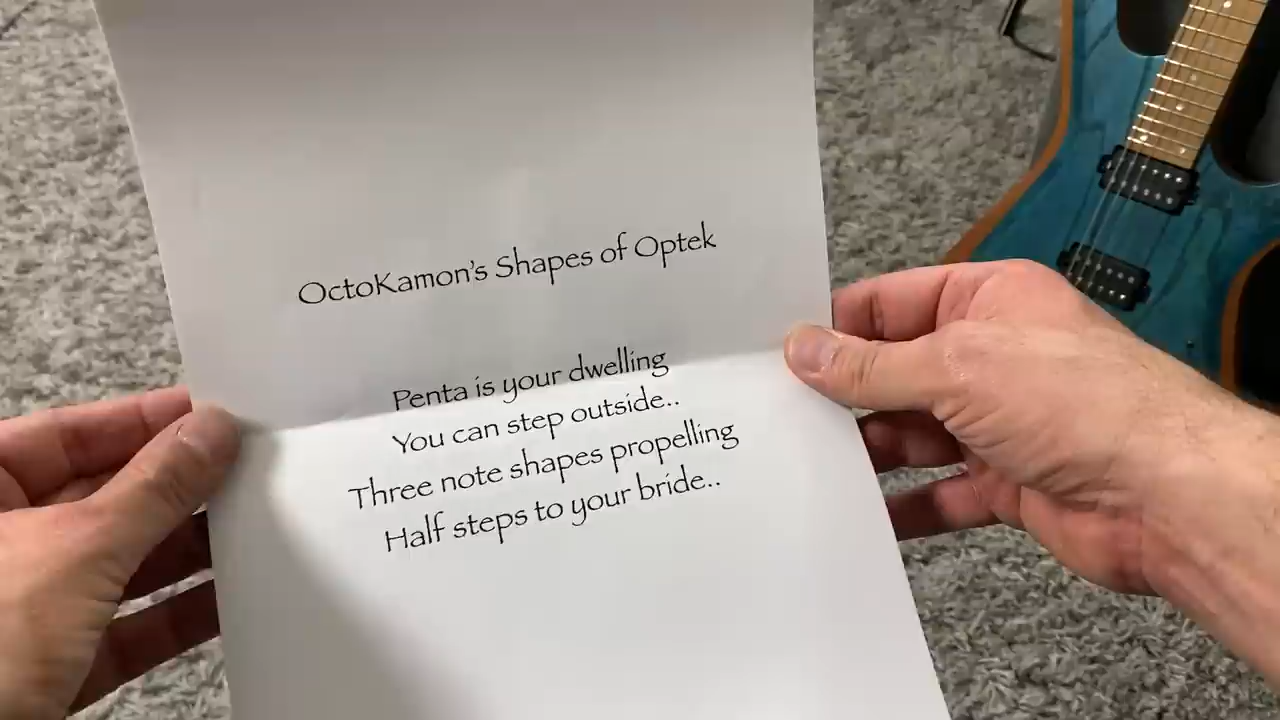 OctoKamon's Shapes of Optek
Penta is your dwelling
You can step outside..
Three note shapes propelling
Half steps to your bride..